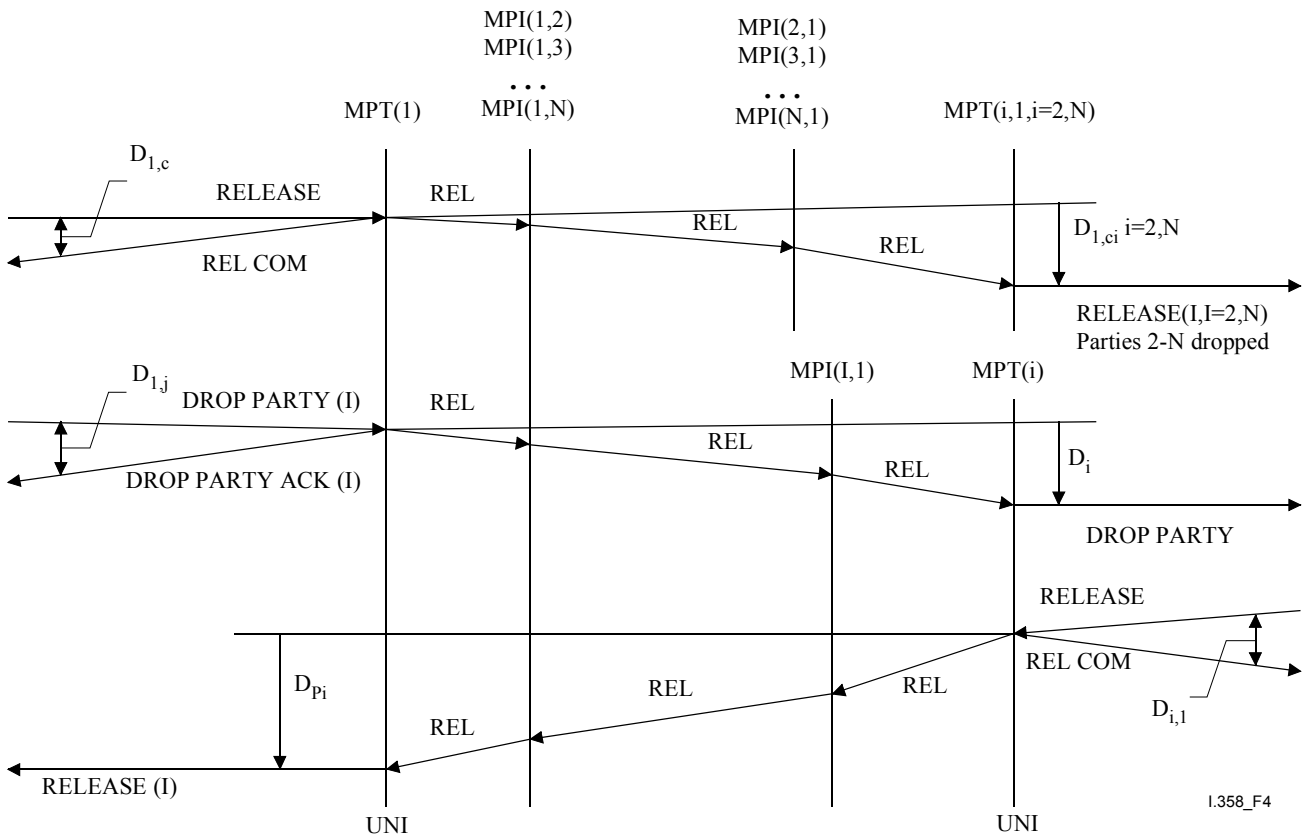 MPI(1,2)
MPI(1,3)
...
MPI(1,N)
MPI(2,1)
MPI(3,1)
...
MPI(N,1)
MPT(1)
MPT(i,1,i=2,N)
D1,c
RELEASE
REL
REL
REL
D1,ci i=2,N
REL COM
RELEASE(I,I=2,N)
Parties 2-N dropped
MPI(I,1)
MPT(i)
D1,j
DROP PARTY (I)
REL
REL
REL
Di
DROP PARTY ACK (I)
DROP PARTY
RELEASE
REL COM
DPi
REL
REL
REL
Di,1
RELEASE (I)
UNI
UNI
I.358_F4